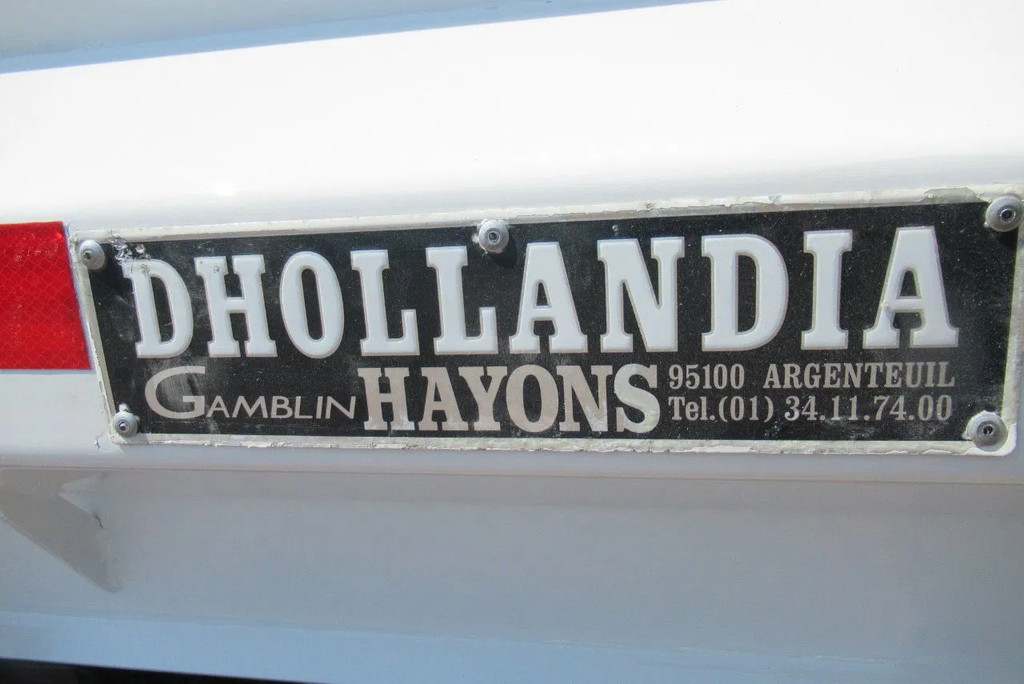 DHOLLANDIA
GAMBLIN HAYONS 95100 ARGENTEUIL
Tel.(01) 34.11.74.00